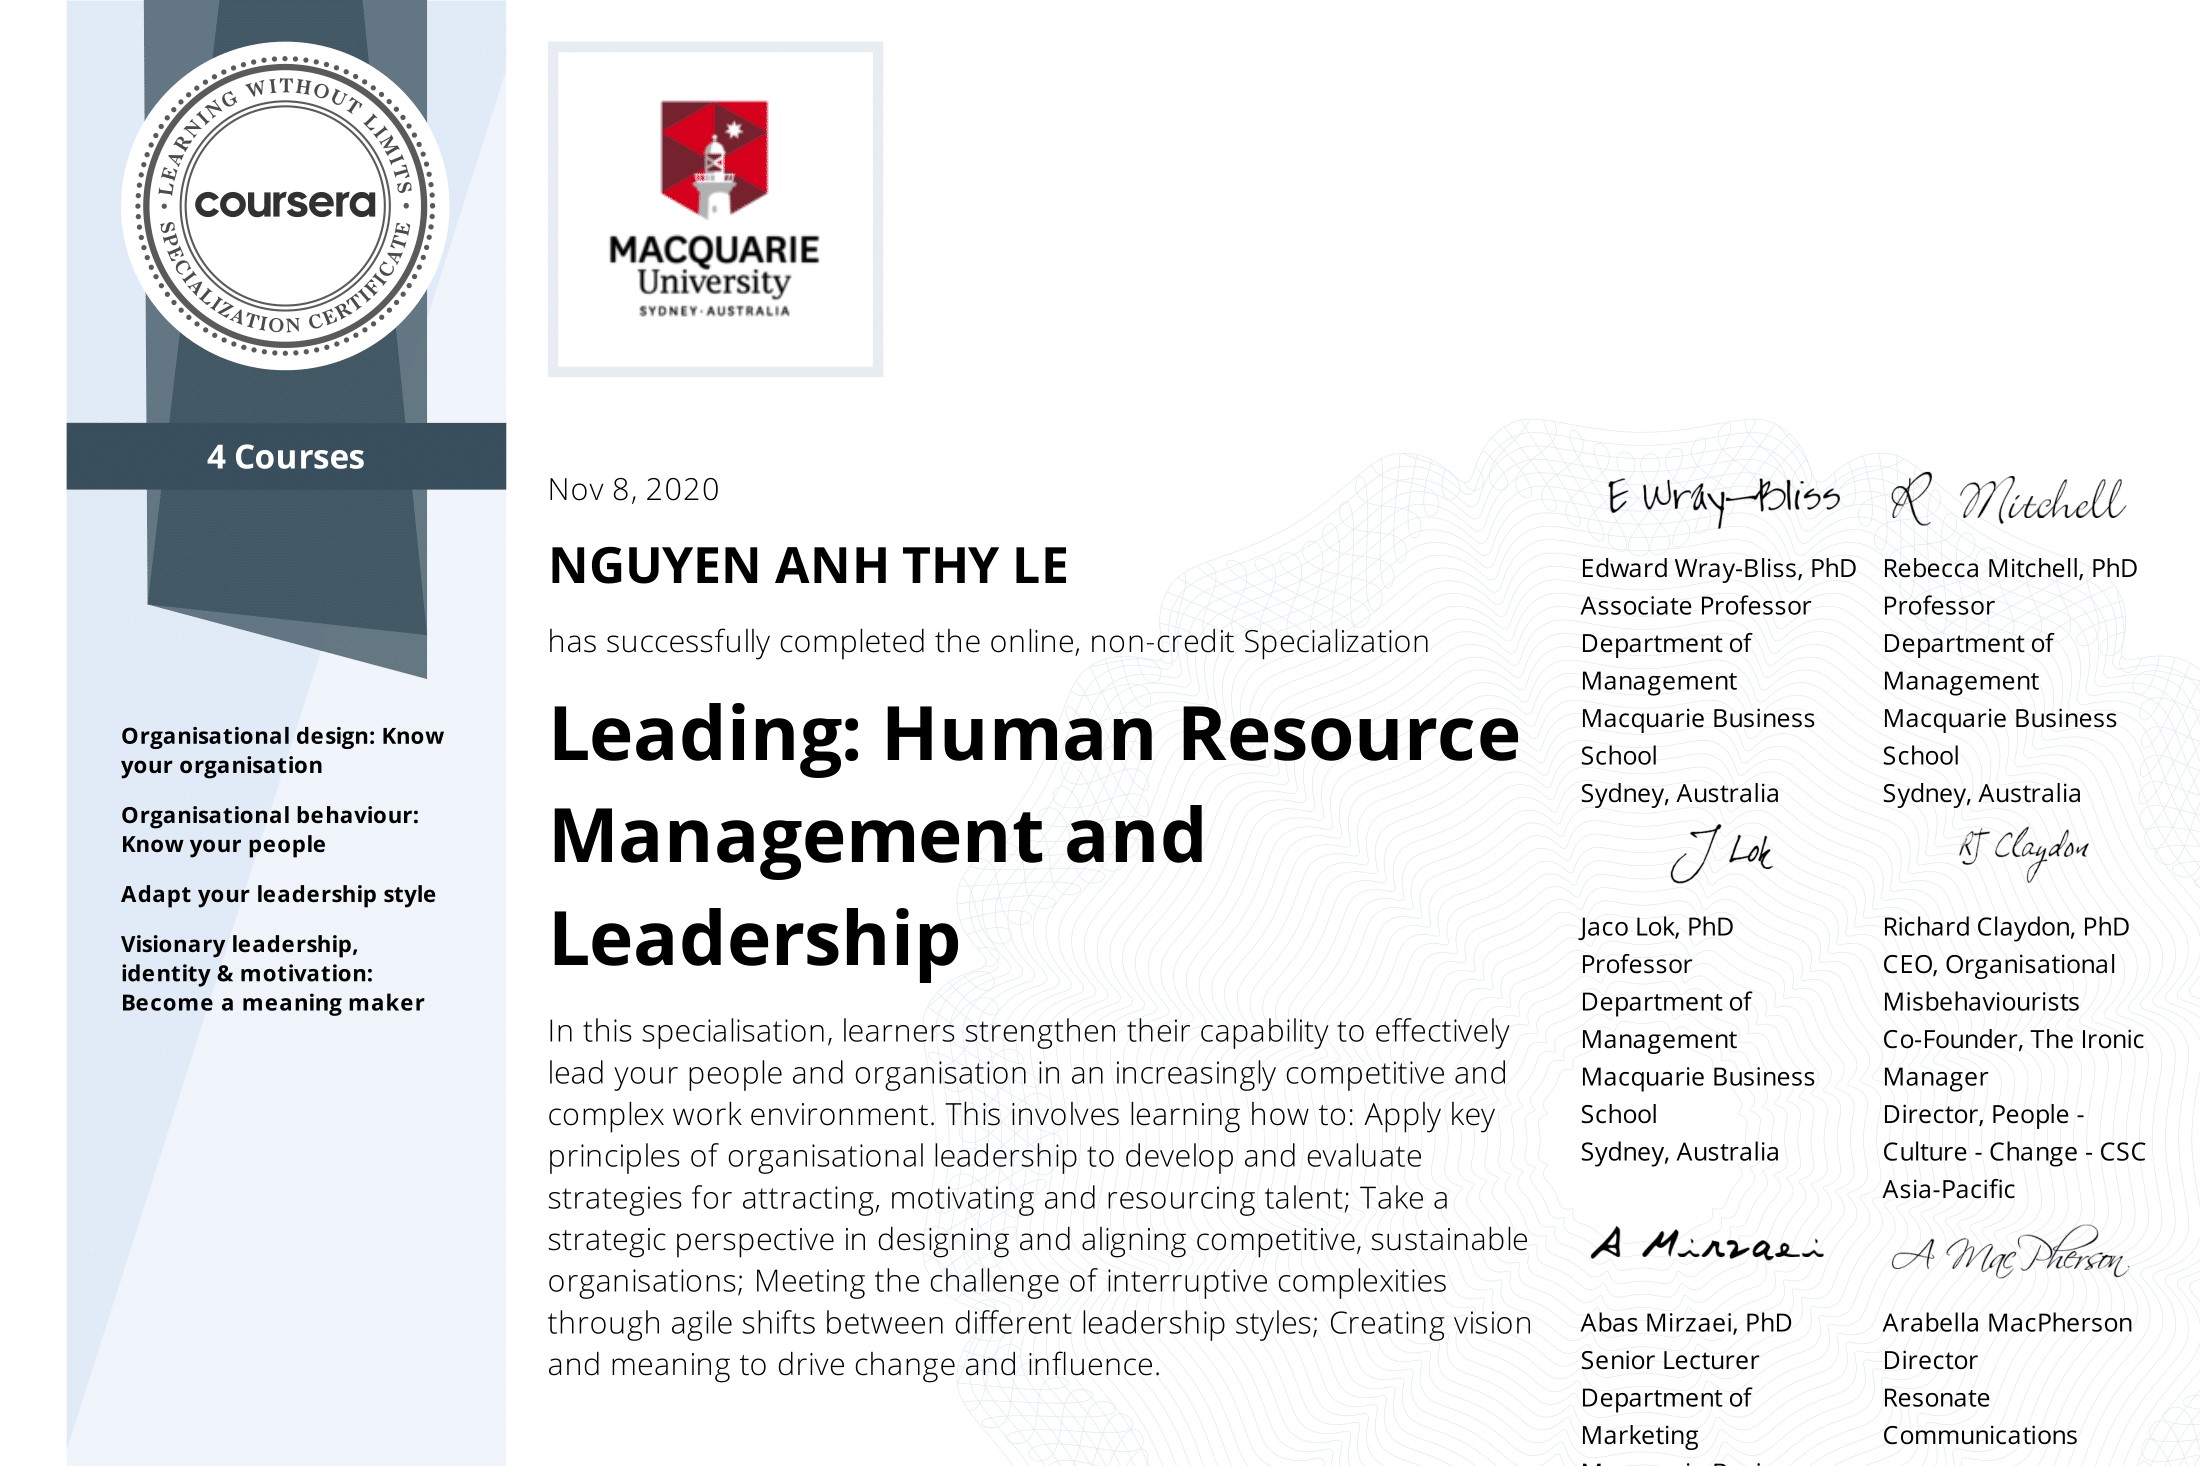 LEARNING WITHOUT LIMITS
coursera
SPECIALIZATION CERTIFICATE
4 Courses
Organisational design: Know
your organisation
Organisational behaviour:
Know your people
Adapt your leadership style
Visionary leadership,
identity & motivation:
Become a meaning maker
MACQUARIE
University
SYDNEY·AUSTRALIA
Nov 8, 2020
NGUYEN ANH THY LE
has successfully completed the online, non-credit Specialization
Leading: Human Resource
Management and
Leadership
In this specialisation, learners strengthen their capability to effectively
lead your people and organisation in an increasingly competitive and
complex work environment. This involves learning how to: Apply key
principles of organisational leadership to develop and evaluate
strategies for attracting, motivating and resourcing talent; Take a
strategic perspective in designing and aligning competitive, sustainable
organisations; Meeting the challenge of interruptive complexities
through agile shifts between different leadership styles; Creating vision
and meaning to drive change and influence.
E Wray-Bliss
Edward Wray-Bliss, PhD
Associate Professor
Department of
Management
Macquarie Business
School
Sydney, Australia
R Mitchell
Rebecca Mitchell, PhD
Professor
Department of
Management
Macquarie Business
School
Sydney, Australia
J Lok
Jaco Lok, PhD
Professor
Department of
Management
Macquarie Business
School
Sydney, Australia
RJ Claydon
Richard Claydon, PhD
CEO, Organisational
Misbehaviourists
Co-Founder, The Ironic
Manager
Director, People -
Culture - Change - CSC
Asia-Pacific
A Mirzaei
Abas Mirzaei, PhD
Senior Lecturer
Department of
Marketing
A MacPherson
Arabella MacPherson
Director
Resonate
Communications